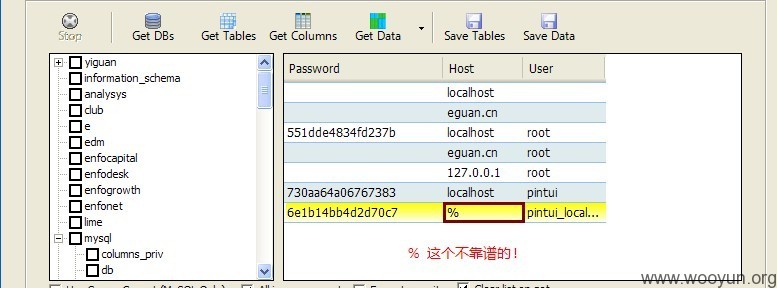 Stop Get DBs Get Tables Get Columns Get Data Save Tables Save Data
yiguan
information_schema
analysys
club
e
edm
enfocapital
enfodesk
enfogrowth
enfonet
lime
mysql
columns_priv
db
Password Host User
localhost
eguan.cn
551dde4834fd237b localhost root
eguan.cn root
127.0.0.1 root
730aa64a06767383 localhost pintui
6e1b14bb4d2d70c7 % pintui_local...
% 这个不靠谱的!
www.wooyun.org